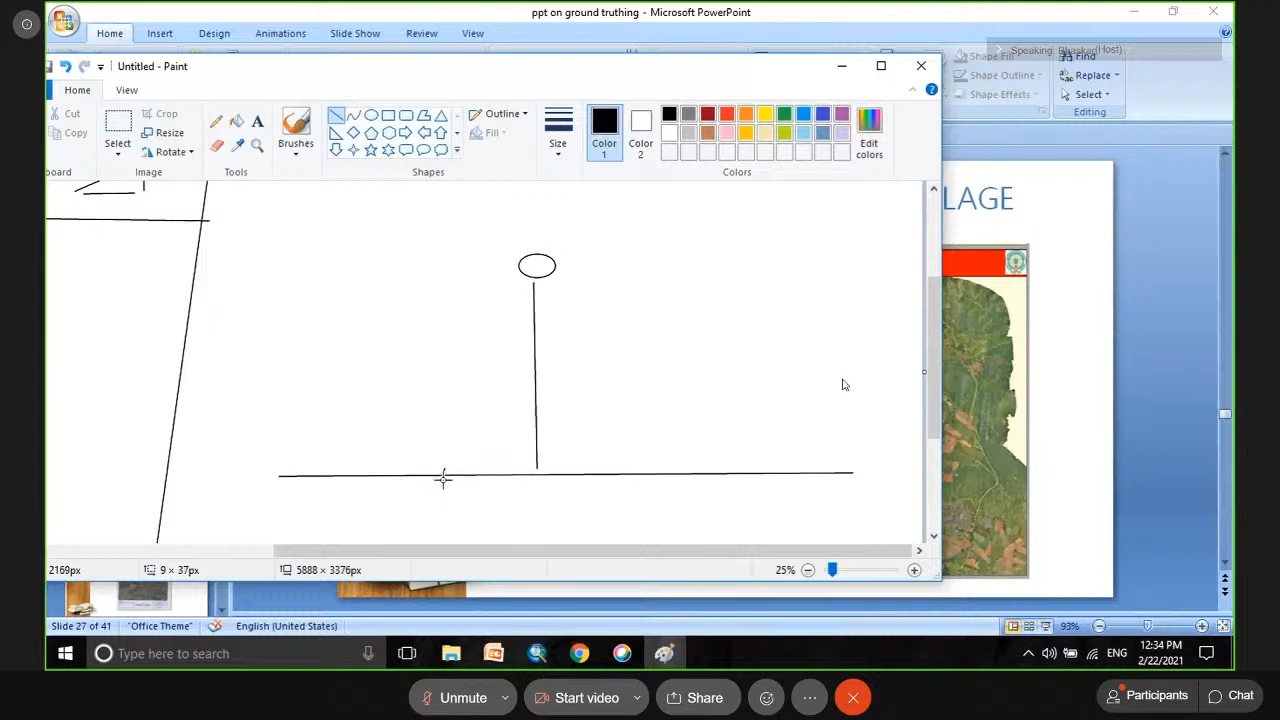 ppt on ground truthing - Microsoft PowerPoint
Home Insert Design Animations Slide Show Review View
Speaking: Bhaskar(Host)
Shape Fill Find
Shape Outline Replace
Shape Effects Select
Editing
Untitled - Paint
Home View
Cut
Copy
oard
Select
Crop
Resize
Rotate
Image
Tools
Brushes
Shapes
Outline
Fill
Size
Color 1
Color 2
Edit colors
Colors
LAGE
2169px 9 × 37px 5888 × 3376px 25%
Slide 27 of 41 "Office Theme" English (United States) 93%
Type here to search
ENG
12:34 PM
2/22/2021
Unmute Start video Share Participants Chat